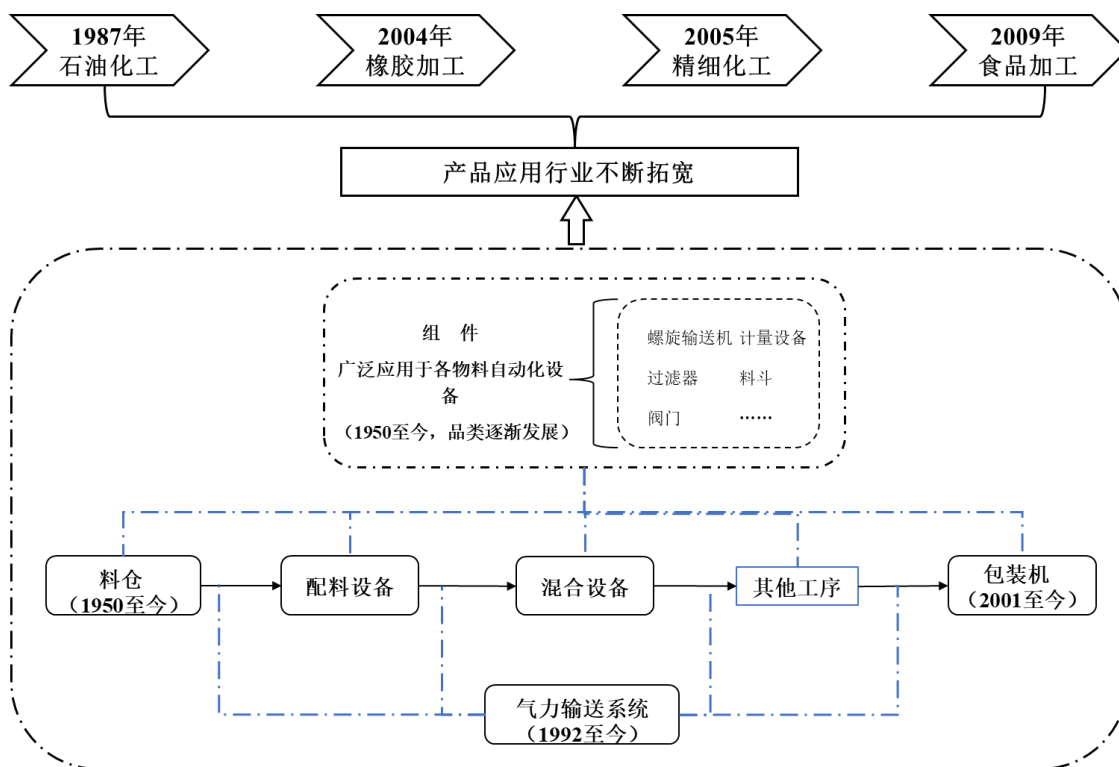 1987年
石油化工
2004年
橡胶加工
2005年
精细化工
2009年
食品加工
产品应用行业不断拓宽
组 件
广泛应用于各物料自动化设
备
（1950至今，品类逐渐发展）
螺旋输送机 计量设备
过滤器 料斗
阀门 ……
料仓
（1950至今）
配料设备
混合设备
其他工序
包装机
（2001至今）
气力输送系统
（1992至今）